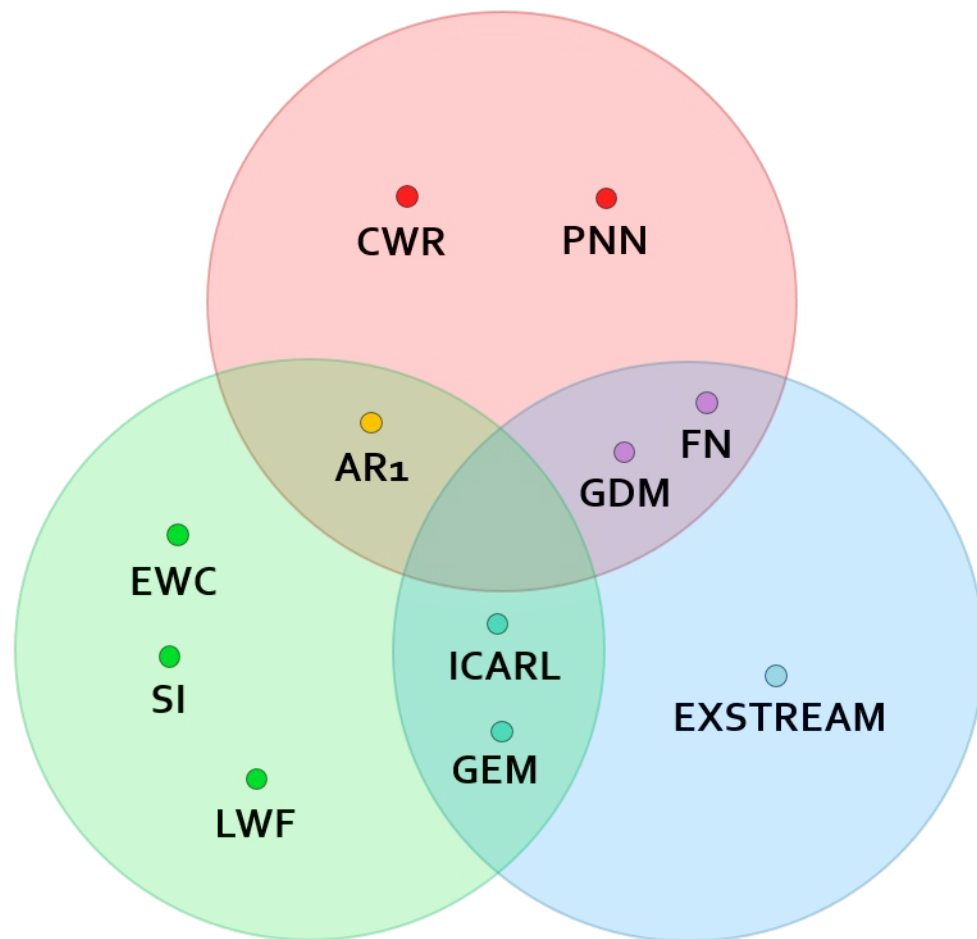 CWR
PNN
FN
AR1
GDM
EWC
ICARL
SI
EXSTREAM
GEM
LWF